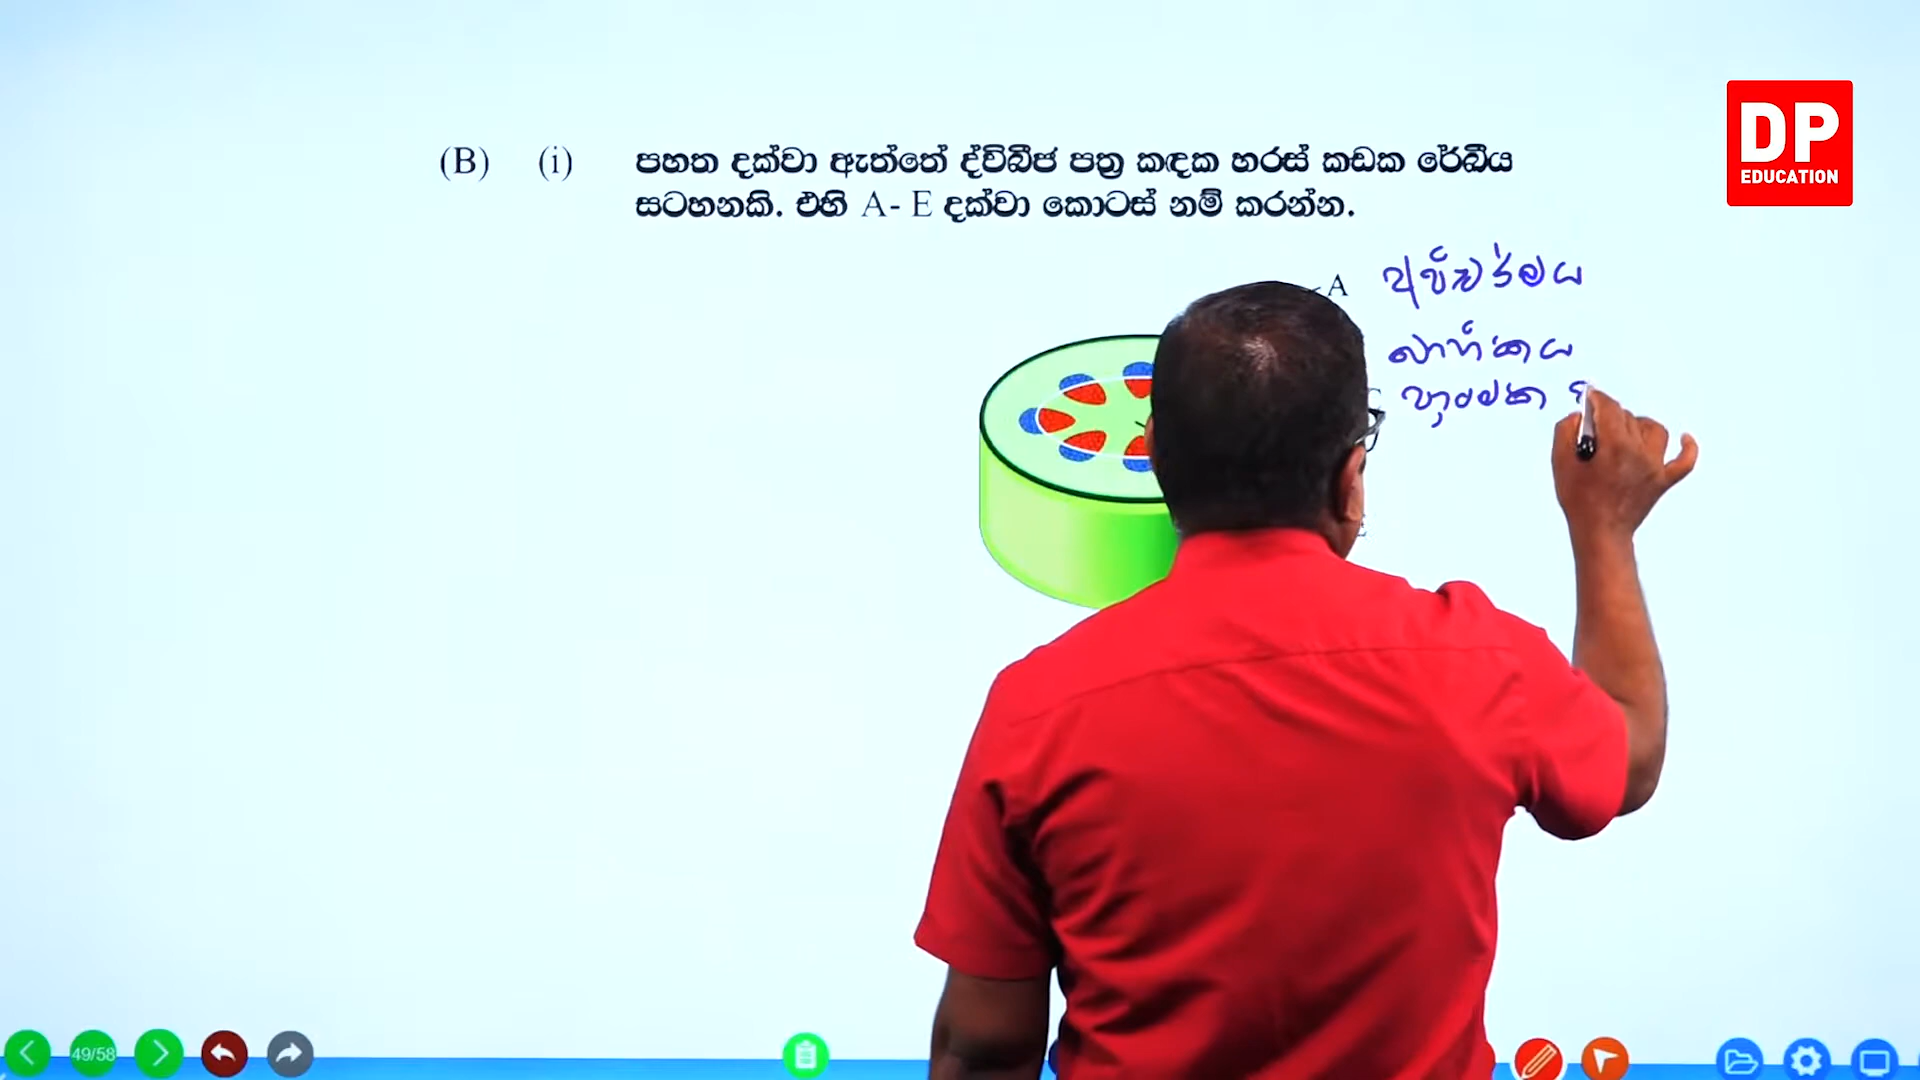 DP
EDUCATION
(B) (i) පහත දක්වා ඇත්තේ ද්විබීජ පත්‍ර කඳක හරස් කඩක රේඛීය
සටහනකි. එහි A- E දක්වා කොටස් නම් කරන්න.
A අපිචර්මය
බාහිකය
C
49/58